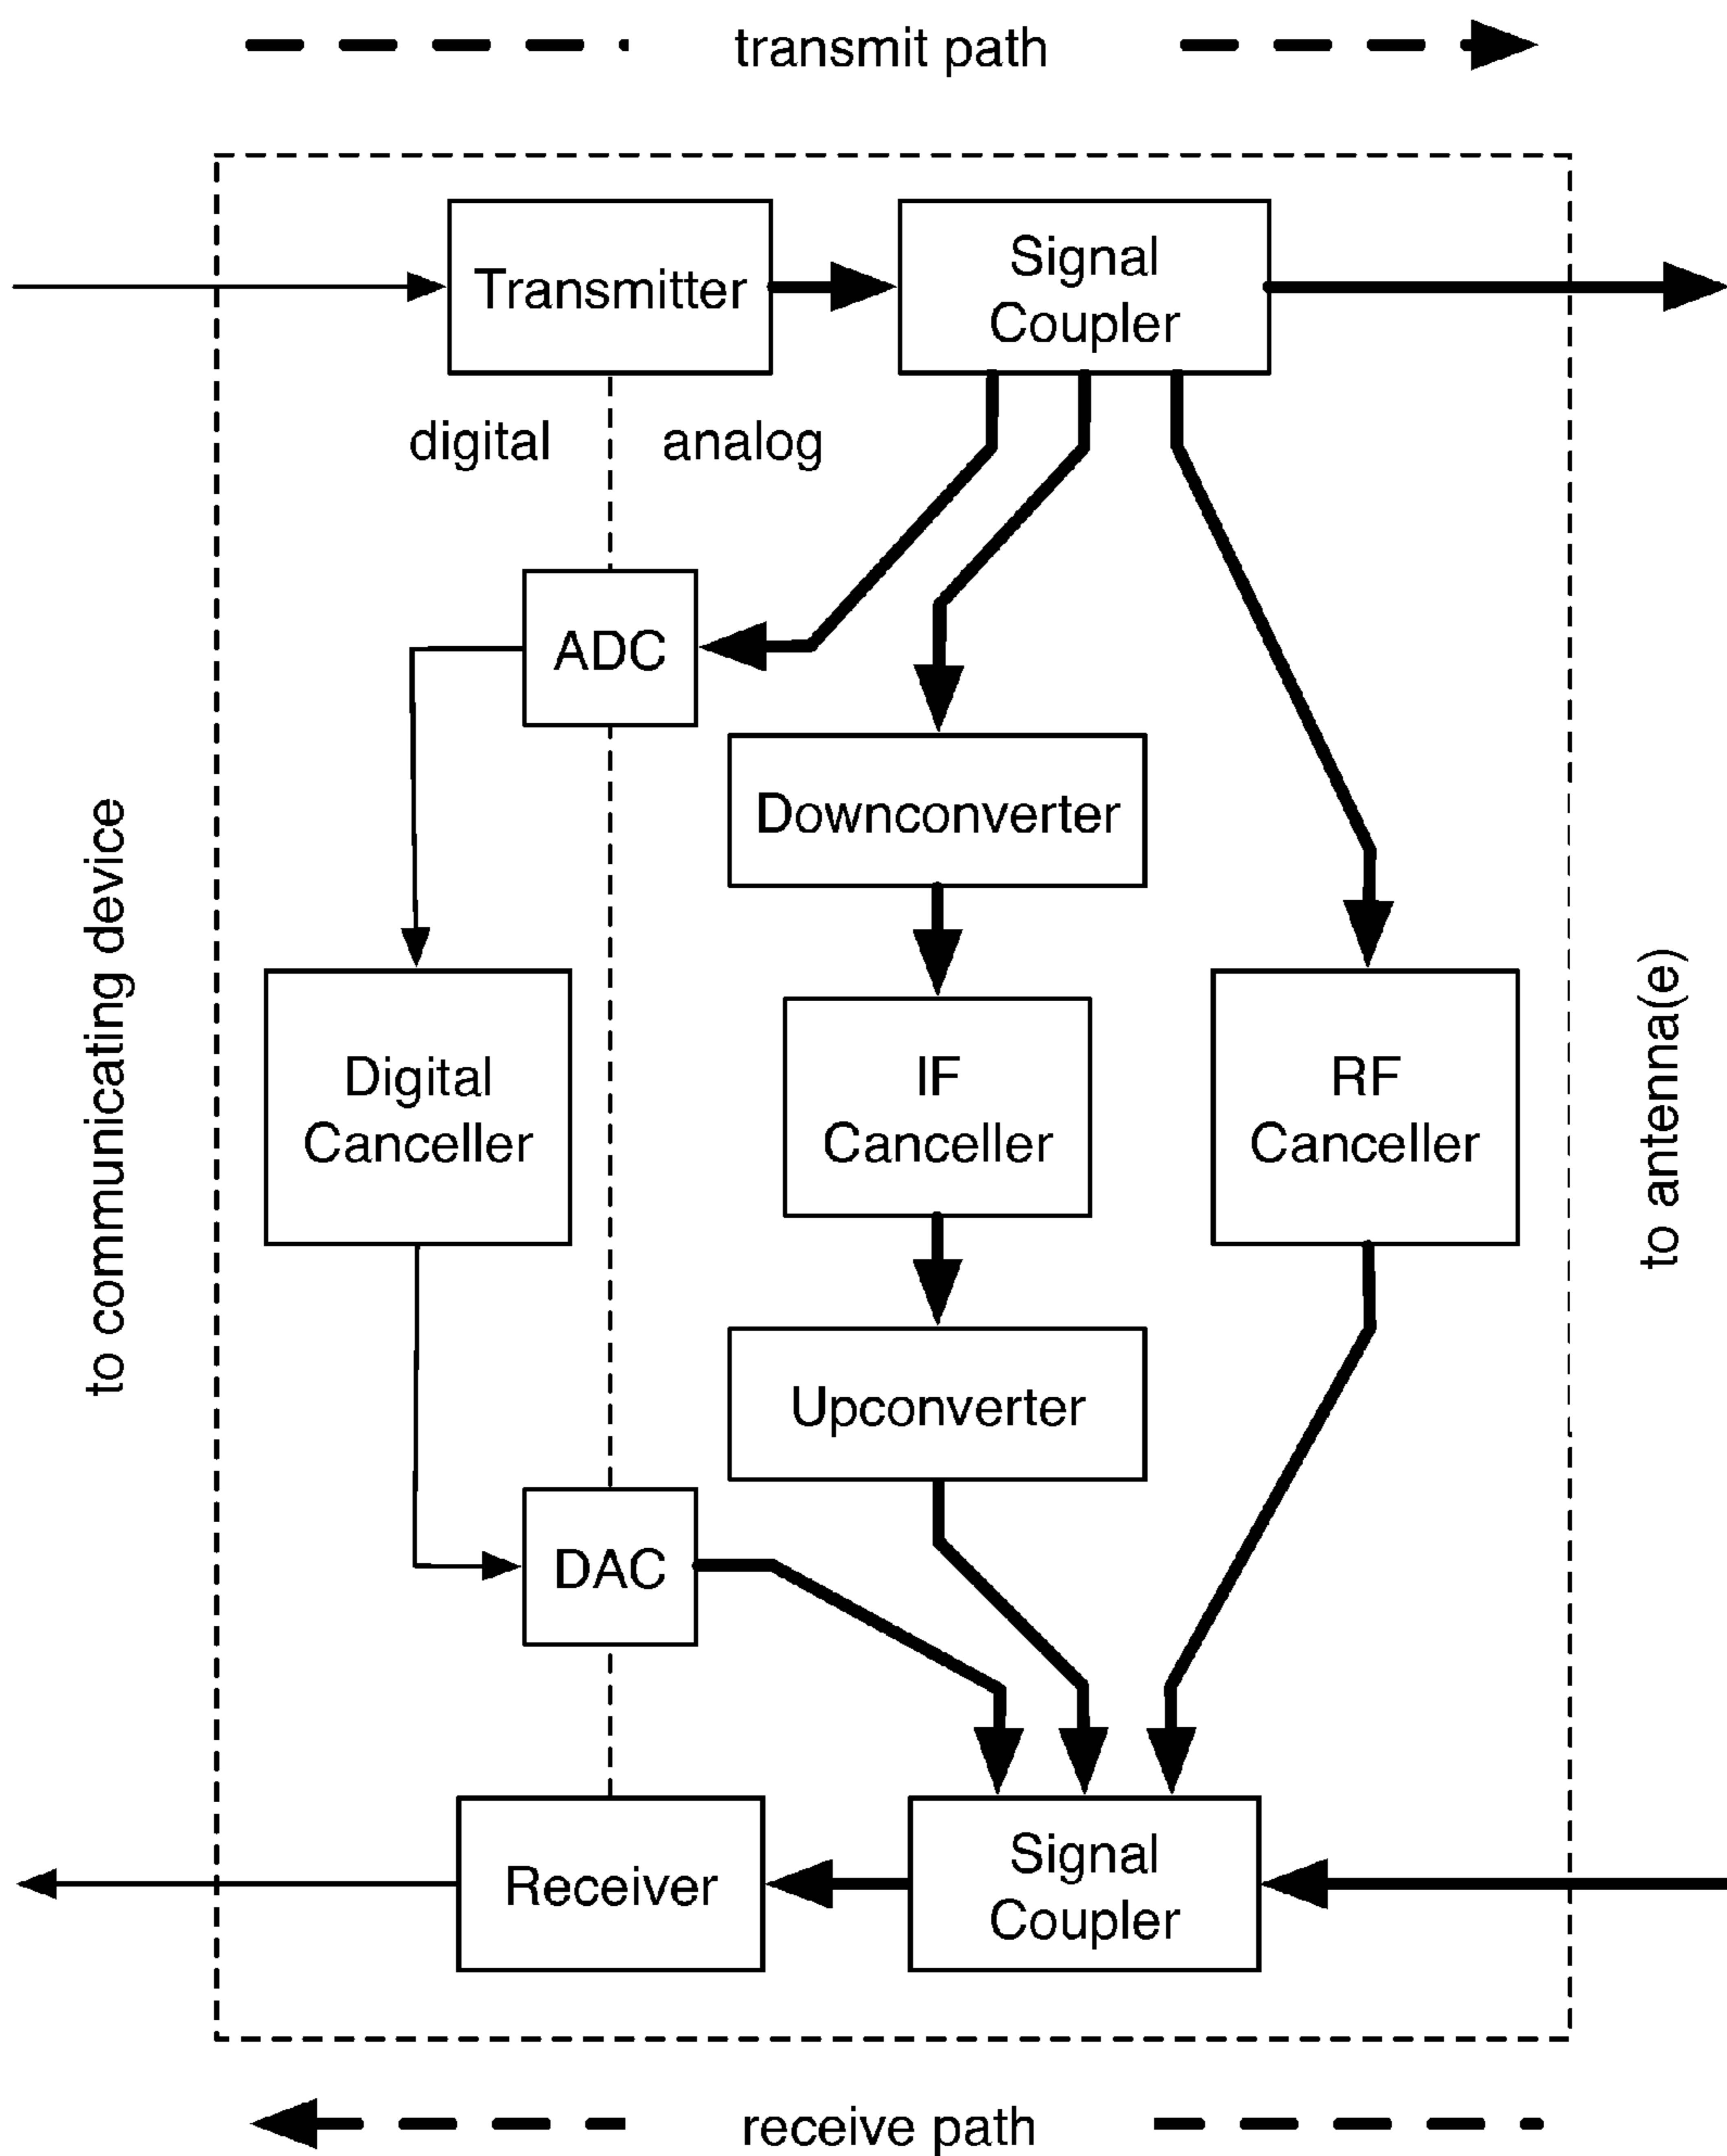 transmit path
Transmitter
Signal
Coupler
digital
analog
ADC
Downconverter
to communicating device
Digital
Canceller
IF
Canceller
RF
Canceller
to antenna(e)
Upconverter
DAC
Receiver
Signal
Coupler
receive path